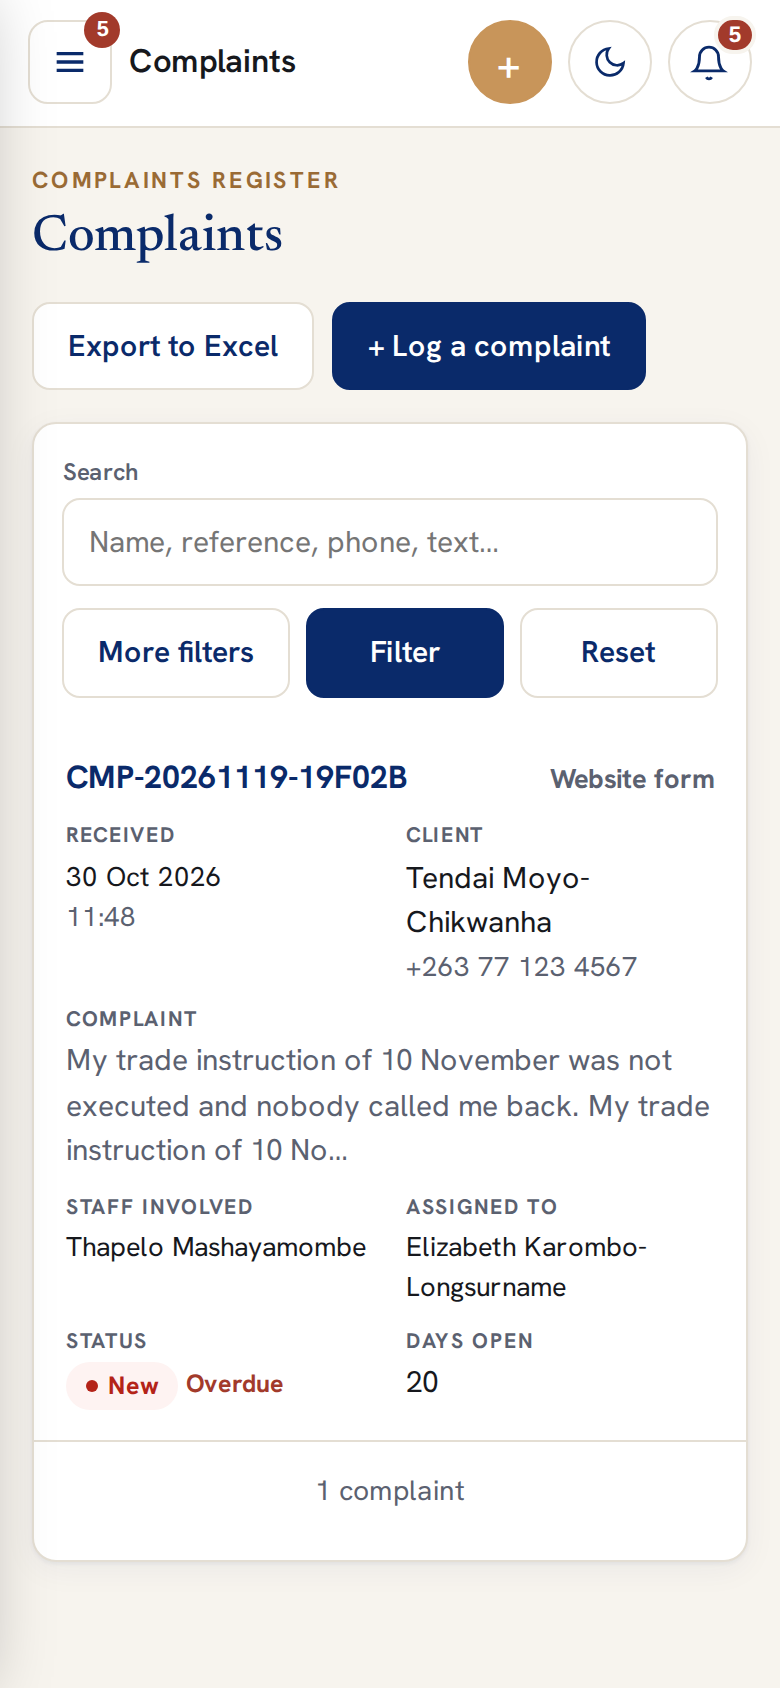 5
Complaints
+
5
COMPLAINTS REGISTER
Complaints
Export to Excel
+ Log a complaint
Search
Name, reference, phone, text...
More filters
Filter
Reset
CMP-20261119-19F02B
Website form
RECEIVED
30 Oct 2026
11:48
CLIENT
Tendai Moyo-
Chikwanha
+263 77 123 4567
COMPLAINT
My trade instruction of 10 November was not
executed and nobody called me back. My trade
instruction of 10 No...
STAFF INVOLVED
Thapelo Mashayamombe
ASSIGNED TO
Elizabeth Karombo-
Longsurname
STATUS
New Overdue
DAYS OPEN
20
1 complaint